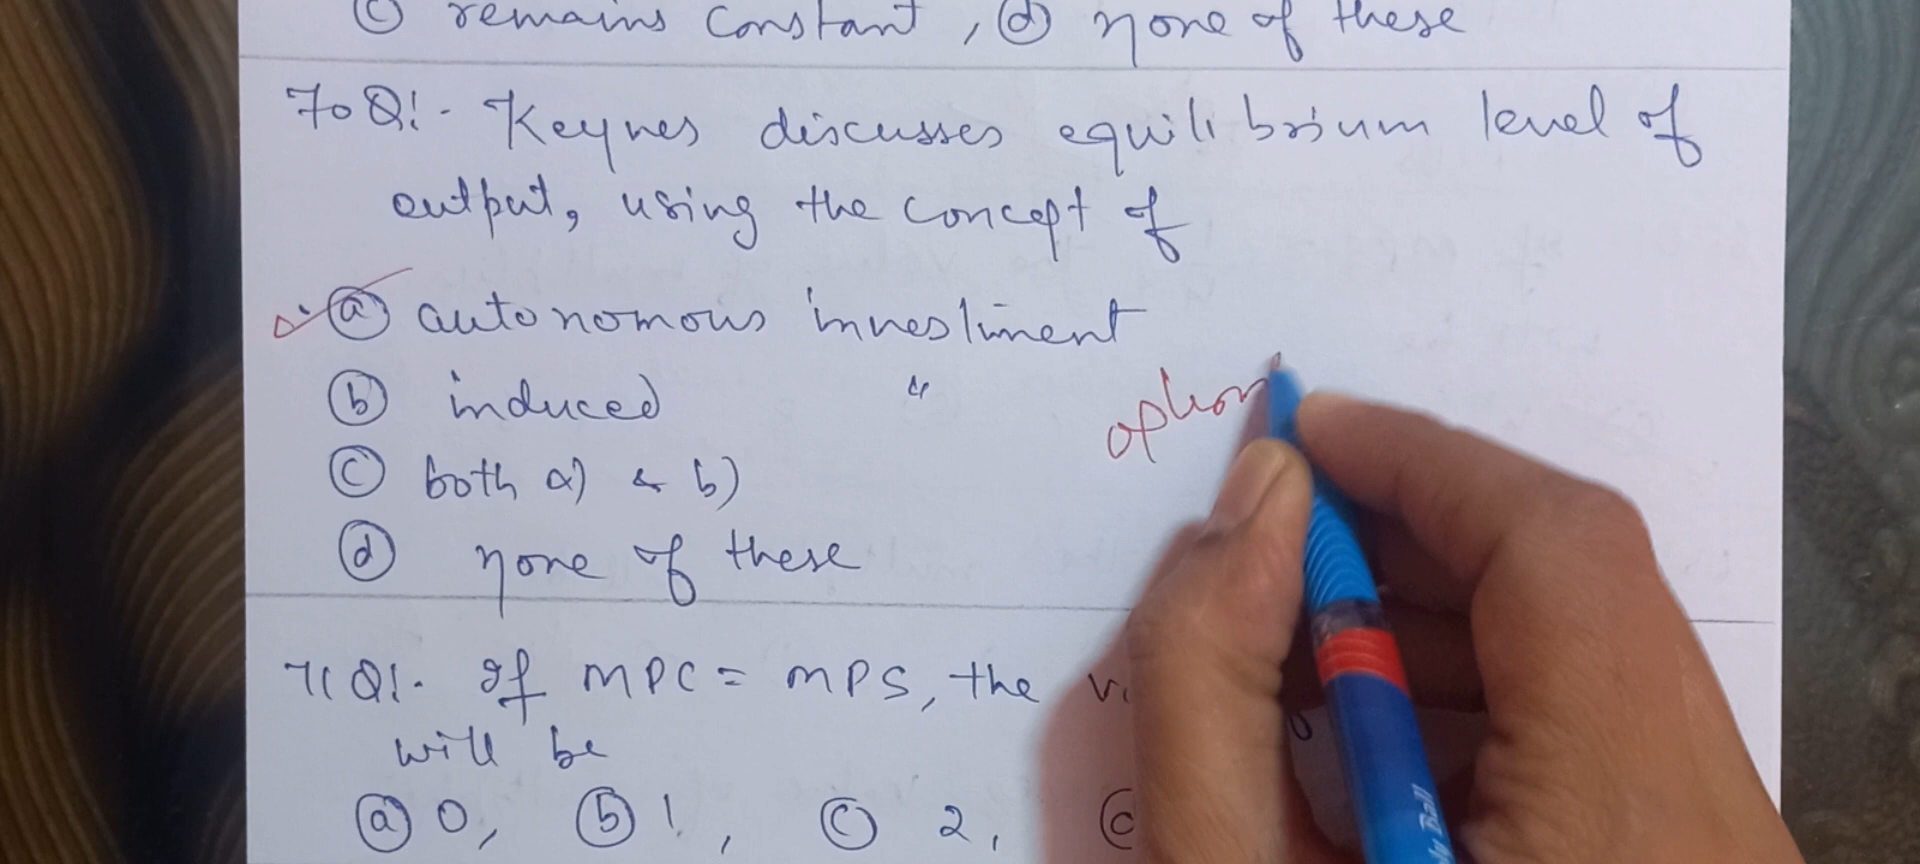 ⓒ remains constant, ⓓ none of these
70 Q:- Keynes discusses equilibrium level of
output, using the concept of
ⓐ autonomous investment
ⓑ induced "
ⓒ both a) & b)
ⓓ none of these
option
71 Q:- If MPC = MPS, the
will be
ⓐ 0, ⓑ 1, ⓒ 2,
Ball